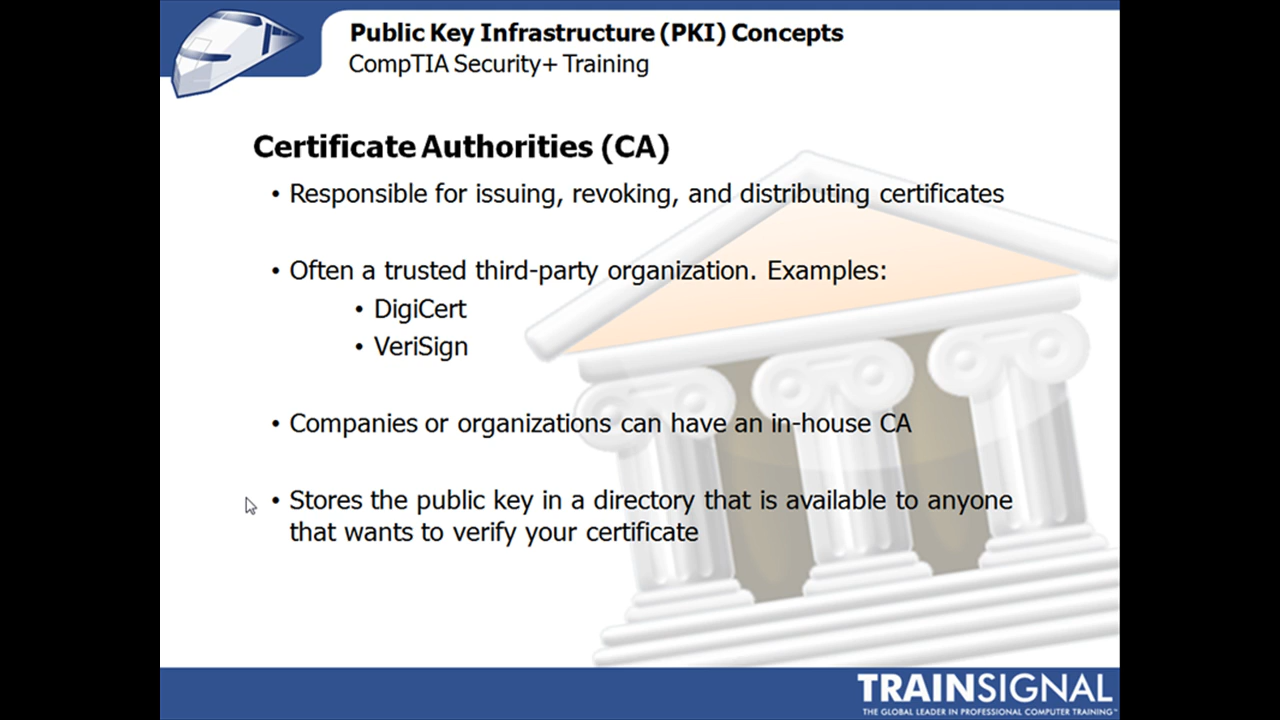 Public Key Infrastructure (PKI) Concepts
CompTIA Security+ Training
Certificate Authorities (CA)
• Responsible for issuing, revoking, and distributing certificates
• Often a trusted third-party organization. Examples:
• DigiCert
• VeriSign
• Companies or organizations can have an in-house CA
• Stores the public key in a directory that is available to anyone
that wants to verify your certificate
TRAINSIGNAL
THE GLOBAL LEADER IN PROFESSIONAL COMPUTER TRAINING™